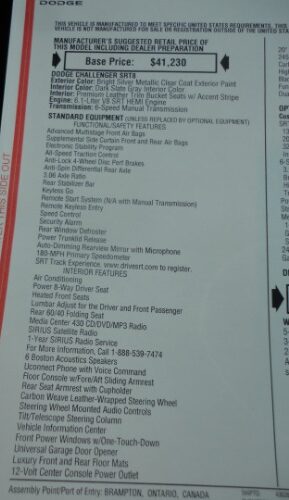 DODGE
THIS VEHICLE IS MANUFACTURED TO MEET SPECIFIC UNITED STATES REQUIREMENTS. THIS
VEHICLE IS NOT MANUFACTURED FOR SALE OR REGISTRATION OUTSIDE OF THE UNITED STA
MANUFACTURER'S SUGGESTED RETAIL PRICE OF
THIS MODEL INCLUDING DEALER PREPARATION
Base Price: $41,230
DODGE CHALLENGER SRT8
Exterior Color: Bright Silver Metallic Clear Coat Exterior Paint
Interior Color: Dark Slate Gray Interior Color
Interior: Premium Leather Trim Bucket Seats w/ Accent Stripe
Engine: 6.1-Liter V8 SRT HEMI Engine
Transmission: 6-Speed Manual Transmission
STANDARD EQUIPMENT (UNLESS REPLACED BY OPTIONAL EQUIPMENT)
FUNCTIONAL/SAFETY FEATURES
Advanced Multistage Front Air Bags
Supplemental Side Curtain Front and Rear Air Bags
Electronic Stability Program
All-Speed Traction Control
Anti-Lock 4-Wheel Disc Perf Brakes
Anti-Spin Differential Rear Axle
3.06 Axle Ratio
Rear Stabilizer Bar
Keyless Go
Remote Start System (N/A with Manual Transmission)
Remote Keyless Entry
Speed Control
Security Alarm
Rear Window Defroster
Power Trunklid Release
Auto-Dimming Rearview Mirror with Microphone
180-MPH Primary Speedometer
SRT Track Experience. www.drivesrt.com to register.
INTERIOR FEATURES
Air Conditioning
Power 8-Way Driver Seat
Heated Front Seats
Lumbar Adjust for the Driver and Front Passenger
Rear 60/40 Folding Seat
Media Center 430 CD/DVD/MP3 Radio
SIRIUS Satellite Radio
1-Year SIRIUS Radio Service
For More Information, Call 1-888-539-7474
6 Boston Acoustics Speakers
Uconnect Phone with Voice Command
Floor Console w/Fore/Aft Sliding Armrest
Rear Seat Armrest with Cupholder
Carbon Weave Leather-Wrapped Steering Wheel
Steering Wheel Mounted Audio Controls
Tilt/Telescope Steering Column
Vehicle Information Center
Front Power Windows w/One-Touch-Down
Universal Garage Door Opener
Luxury Front and Rear Floor Mats
12-Volt Center Console Power Outlet
Assembly Point/Port of Entry: BRAMPTON, ONTARIO, CANADA
THIS SIDE OUT